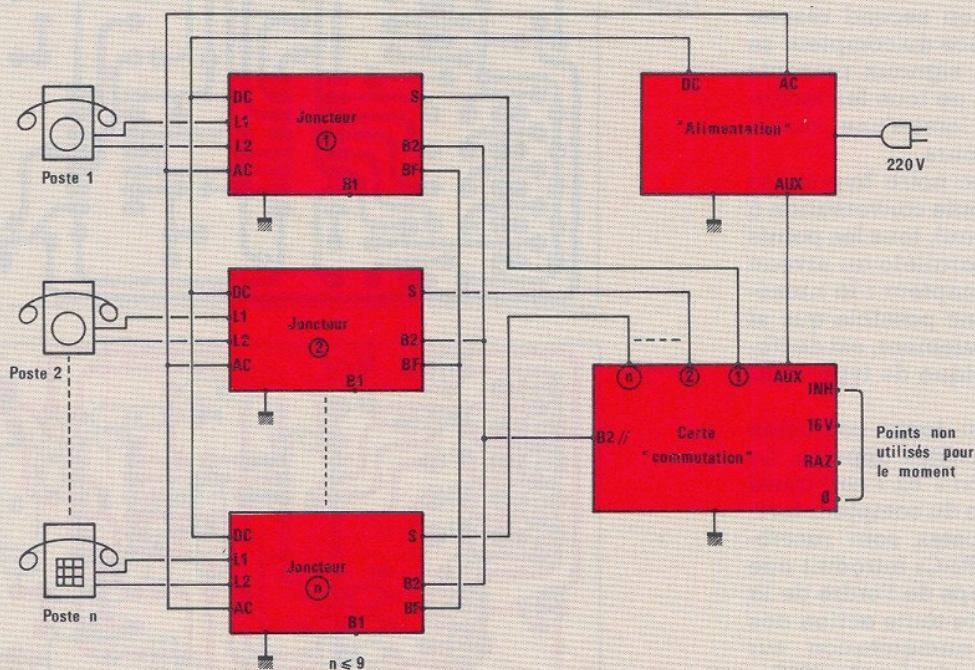 Poste 1
DC
L1
L2
AC
Joncteur
1
S
B2
BF
B1
DC
AC
"Alimentation"
AUX
220 V
Poste 2
DC
L1
L2
AC
Joncteur
2
S
B2
BF
B1
n
2
1
AUX
INH
16V
RAZ
Ø
B2//
Carte
"commutation"
Points non
utilisés pour
le moment
Poste n
DC
L1
L2
AC
Joncteur
n
S
B2
BF
B1
n ≤ 9